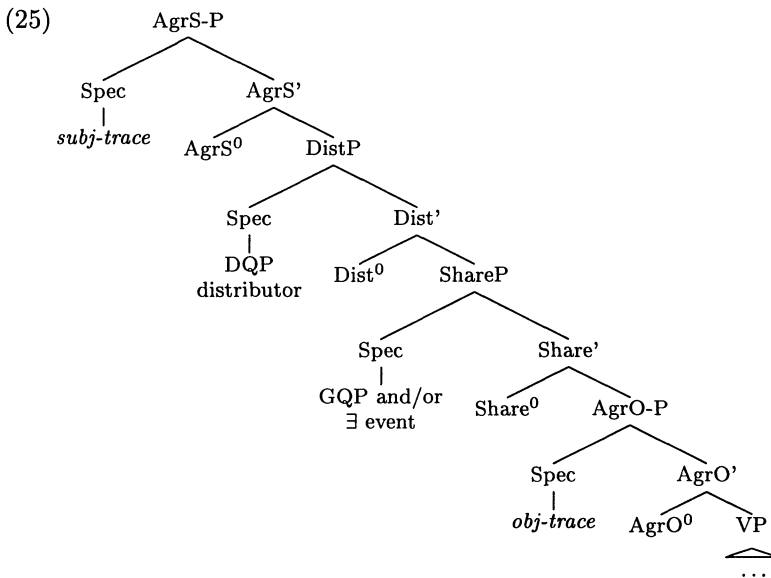 (25) AgrS-P
Spec AgrS'
subj-trace AgrS⁰ DistP
Spec Dist'
DQP Dist⁰ ShareP
distributor
Spec Share'
GQP and/or Share⁰ AgrO-P
∃ event
Spec AgrO'
obj-trace AgrO⁰ VP
...